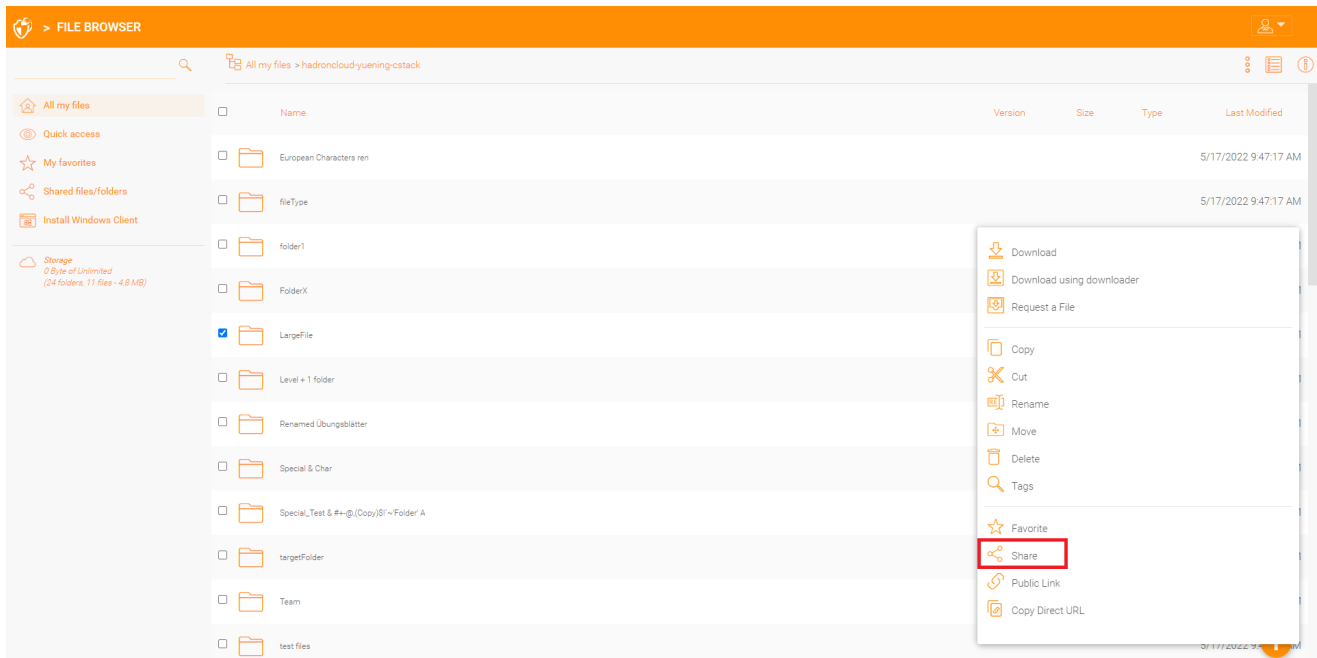 > FILE BROWSER
All my files > hadroncloud-yuening-cstack
All my files
Quick access
My favorites
Shared files/folders
Install Windows Client
Storage
0 Byte of Unlimited
(24 folders, 11 files - 4.8 MB)
Name Version Size Type Last Modified
European Characters ren 5/17/2022 9:47:17 AM
fileType 5/17/2022 9:47:17 AM
folder1
FolderX
LargeFile
Level + 1 folder
Renamed Übungsblätter
Special & Char
Special_Test & #+-@,(Copy)$!'~'Folder' A
targetFolder
Team
test files
Download
Download using downloader
Request a File
Copy
Cut
Rename
Move
Delete
Tags
Favorite
Share
Public Link
Copy Direct URL